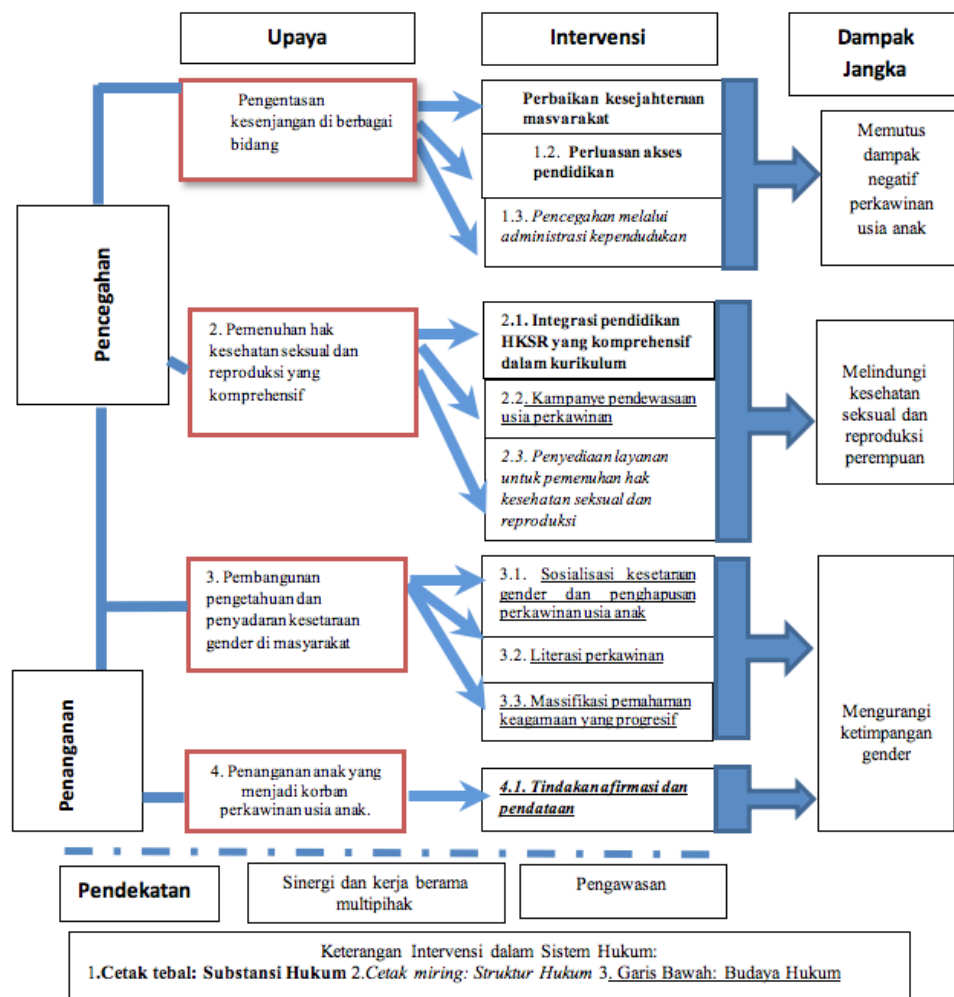 Upaya
Intervensi
Dampak
Jangka
Pencegahan
Pengentasan
kesenjangan di berbagai
bidang
Perbaikan kesejahteraan
masvarakat
1.2. Perluasan akses
pendidikan
1.3. Pencegahan melalui
administrasi kependudukan
Memutus
dampak
negatif
perkawinan
usia anak
2. Pemenuhan hak
kesehatan seksual dan
reproduksi yang
komprehensif
2.1. Integrasi pendidikan
HKSR yang komprehensif
dalam kurikulum
2.2. Kampanye pendewasaan
usia perkawinan
2.3. Penyediaan layanan
untuk pemenuhan hak
kesehatan seksual dan
reproduksi
Melindungi
kesehatan
seksual dan
reproduksi
perempuan
3. Pembangunan
pengetahuan dan
penyadaran kesetaraan
gender di masyarakat
3.1. Sosialisasi kesetaraan
gender dan penghapusan
perkawinan usia anak
3.2. Literasi perkawinan
3.3. Massifikasi pemahaman
keagamaan yang progresif
Mengurangi
ketimpangan
gender
Penanganan
4. Penanganan anak yang
menjadi korban
perkawinan usia anak.
4.1. Tindakan afirmasi dan
pendataan
Pendekatan
Sinergi dan kerja berama
multipihak
Pengawasan
Keterangan Intervensi dalam Sistem Hukum:
1.Cetak tebal: Substansi Hukum 2.Cetak miring: Struktur Hukum 3. Garis Bawah: Budaya Hukum